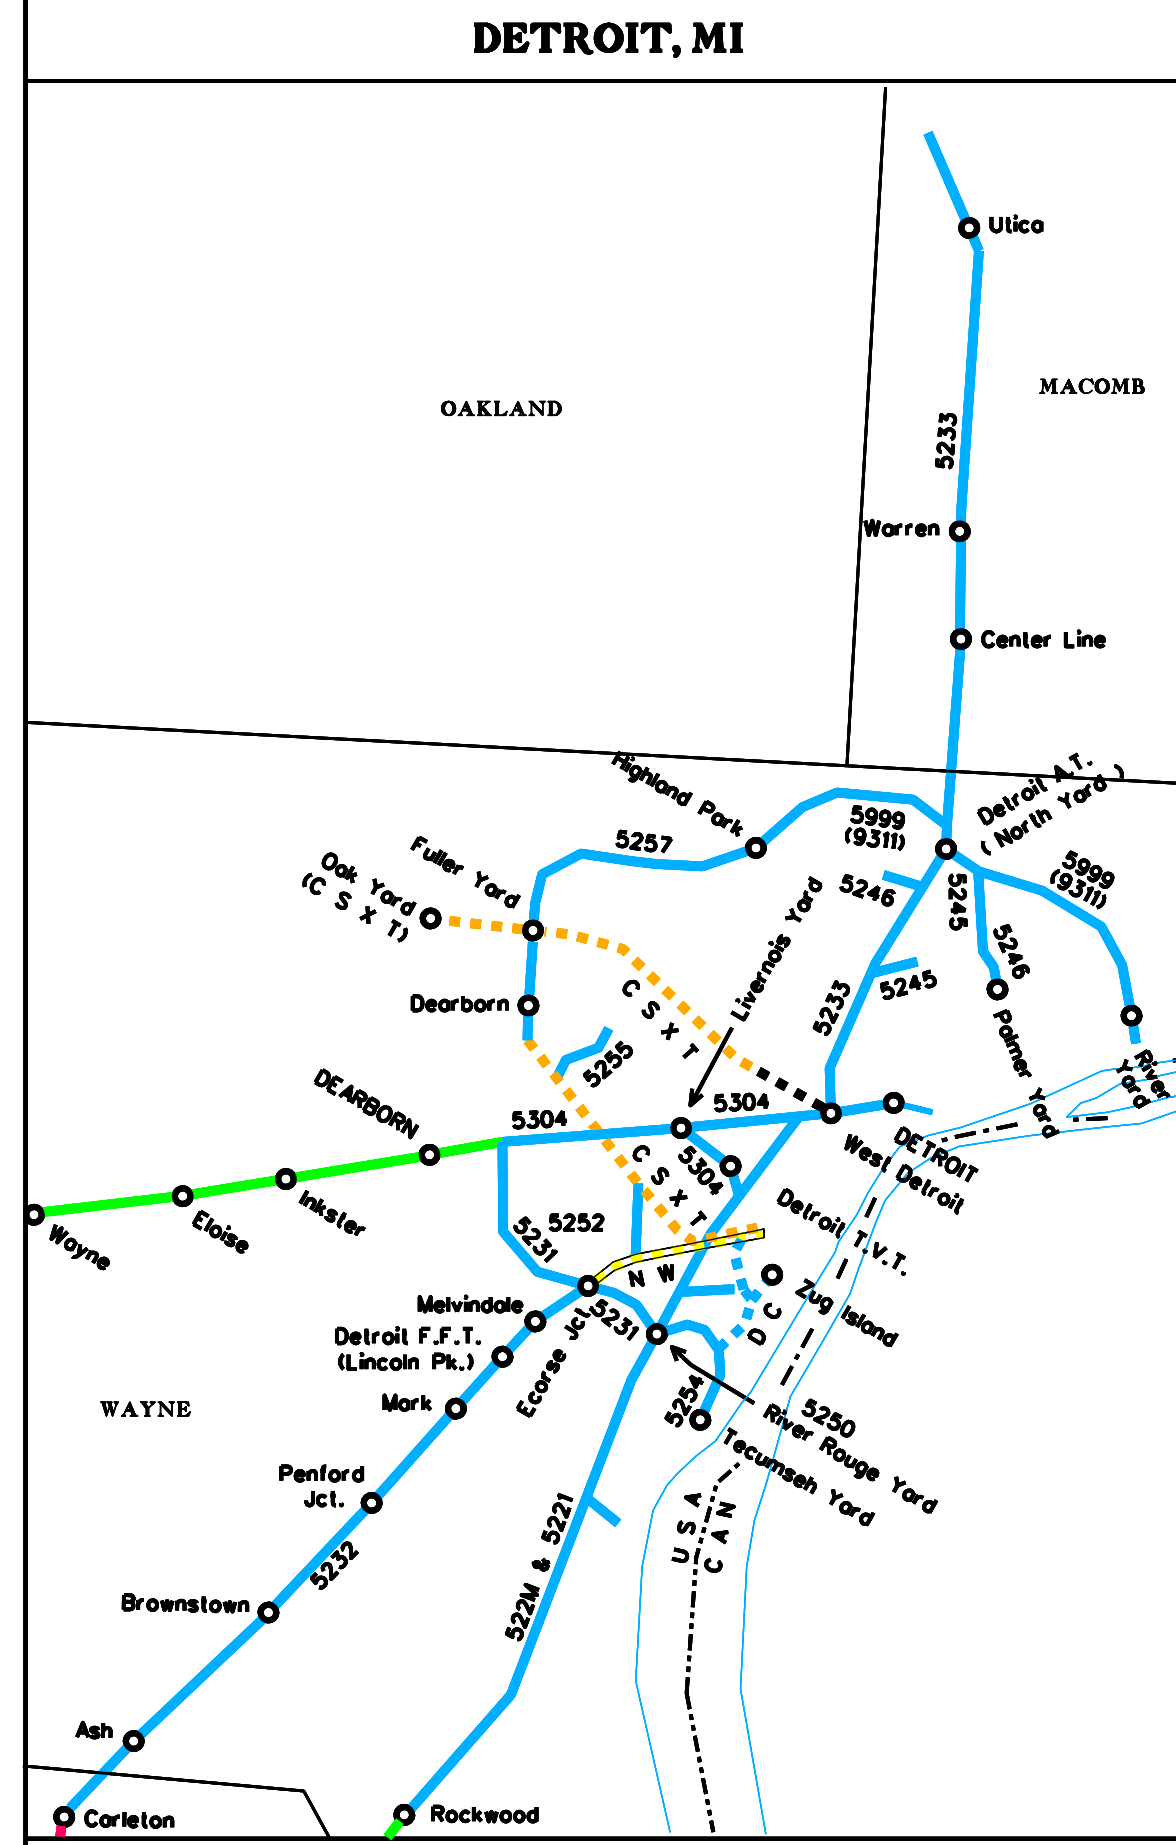 DETROIT, MI
Utica
OAKLAND
MACOMB
5233
Warren
Center Line
Highland Park
Detroit A.T.
( North Yard )
5999
(9311)
5257
Fuller Yard
Oak Yard
(C S X T)
5246
5245
5999
(9311)
5246
Livernois Yard
Dearborn
C S X T
5233
5245
Palmer Yard
River
Yard
5255
DEARBORN
5304
5304
DETROIT
West Detroit
5304
C S X T
Wayne
Eloise
Inkster
5252
5231
Detroit T.V.T.
N W
Zug Island
D C
Melvindale
5231
Detroit F.F.T.
(Lincoln Pk.)
Ecorse Jct.
Mark
WAYNE
5254
5250
River Rouge Yard
Tecumseh Yard
Penford
Jct.
U S A
C A N
522M & 5221
5232
Brownstown
Ash
Carleton
Rockwood